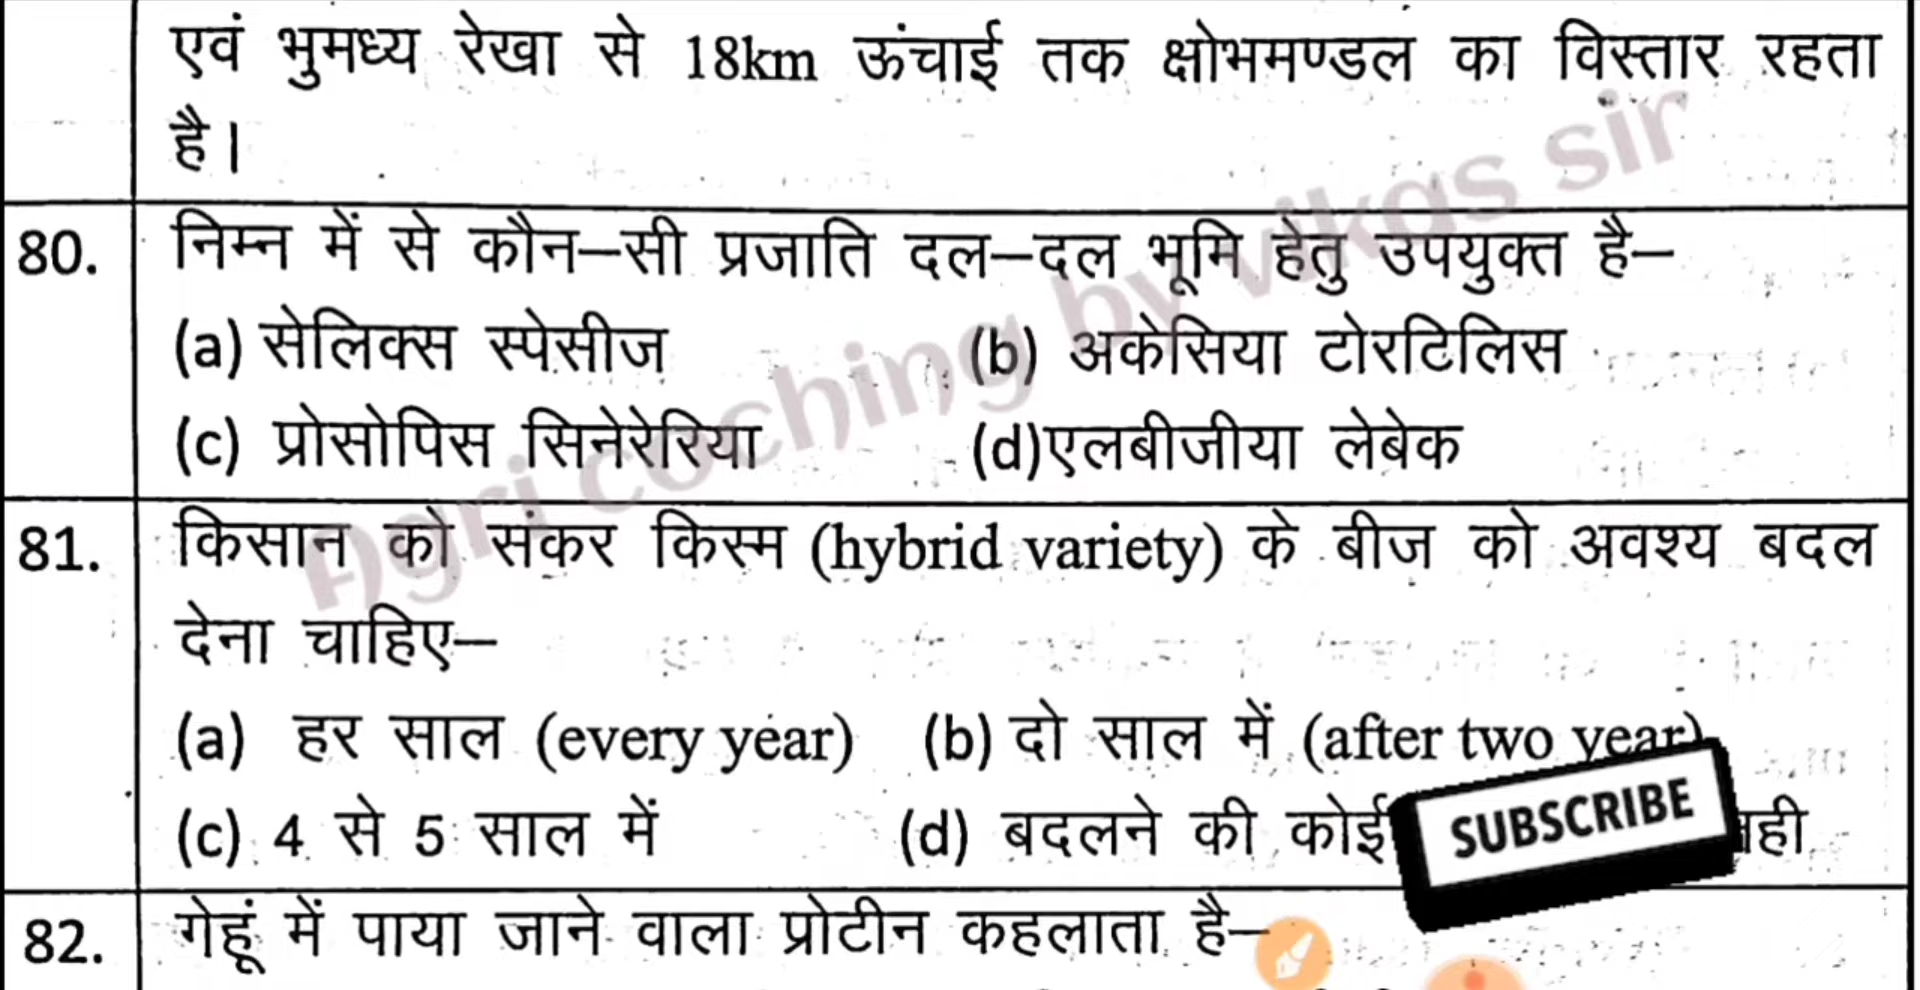 एवं भुमध्य रेखा से 18km ऊंचाई तक क्षोभमण्डल का विस्तार रहता
है।
80. निम्न में से कौन–सी प्रजाति दल–दल भूमि हेतु उपयुक्त है–
(a) सेलिक्स स्पेसीज (b) अकेसिया टोरटिलिस
(c) प्रोसोपिस सिनेरेरिया (d)एलबीजीया लेबेक
81. किसान को संकर किस्म (hybrid variety) के बीज को अवश्य बदल
देना चाहिए–
(a) हर साल (every year) (b) दो साल में (after two year)
(c) 4 से 5 साल में (d) बदलने की कोई
SUBSCRIBE
82. गेहूं में पाया जाने वाला प्रोटीन कहलाता है–
Agri coching by vikas sir